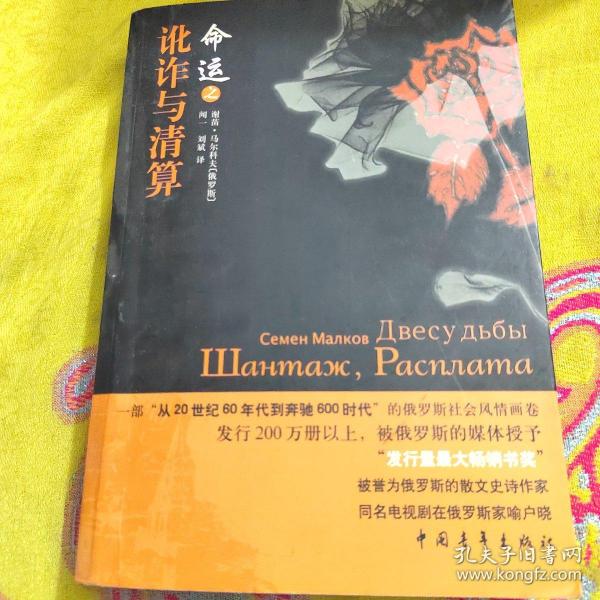 命运之
讹诈与清算
谢苗·马尔科夫〔俄罗斯〕
闻一 刘斌 译
Семен Малков Двесу дьбы
Шантаж, Расплата
一部“从20世纪60年代到奔驰600时代”的俄罗斯社会风情画卷
发行200万册以上，被俄罗斯的媒体授予
“发行量最大畅销书奖”
被誉为俄罗斯的散文史诗作家
同名电视剧在俄罗斯家喻户晓
中国青年出版社
孔夫子旧书网
www.kongfz.com